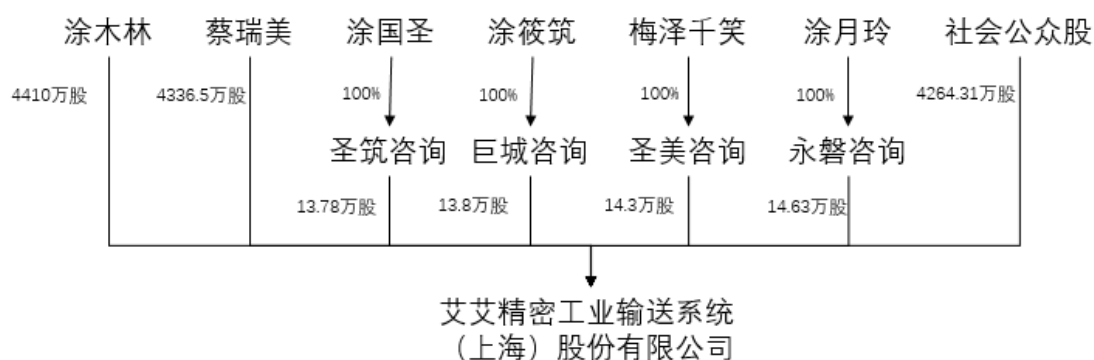 涂木林 蔡瑞美 涂国圣 涂筱筑 梅泽千笑 涂月玲 社会公众股
4410万股 4336.5万股 100% 100% 100% 100% 4264.31万股
圣筑咨询 巨城咨询 圣美咨询 永磐咨询
13.78万股 13.8万股 14.3万股 14.63万股
艾艾精密工业输送系统
（上海）股份有限公司